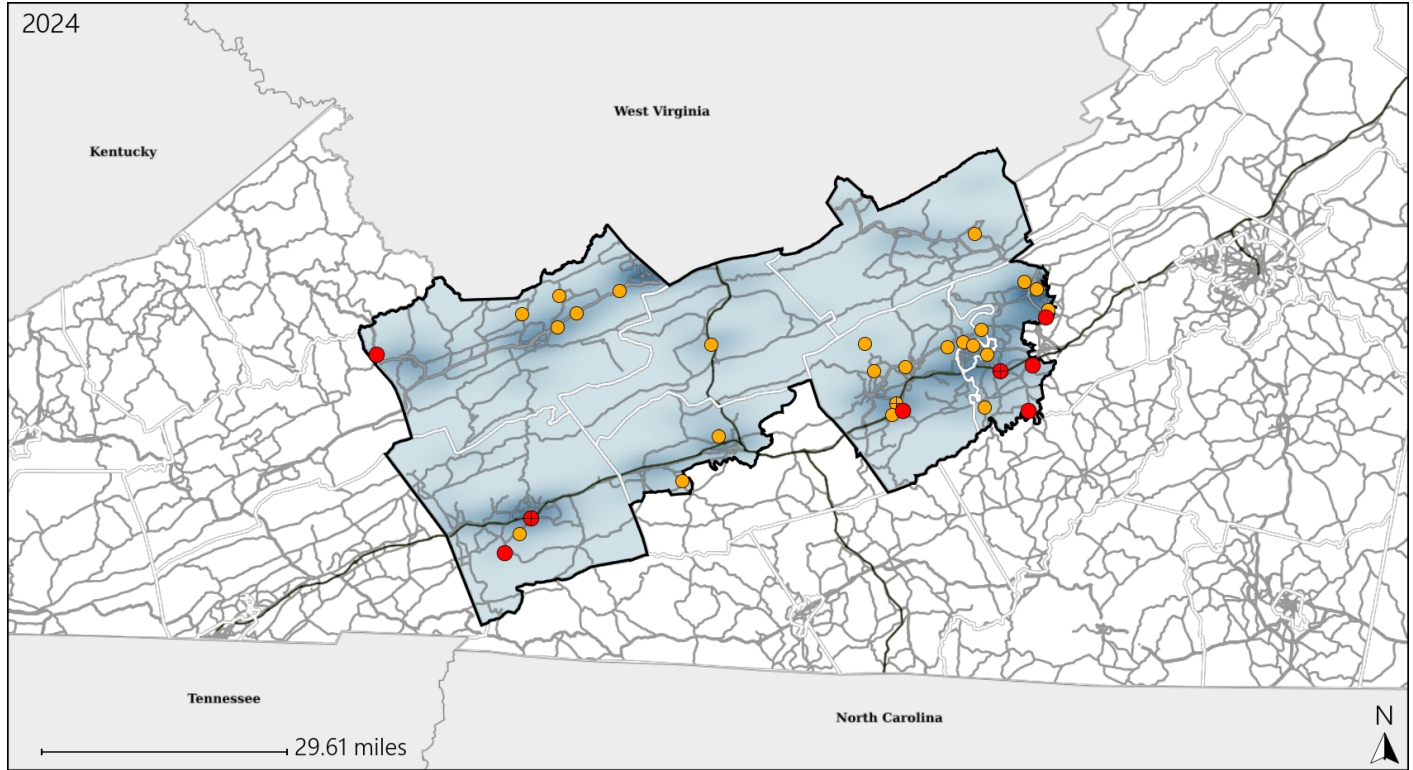 2024
West Virginia
Kentucky
Tennessee
North Carolina
N
29.61 miles